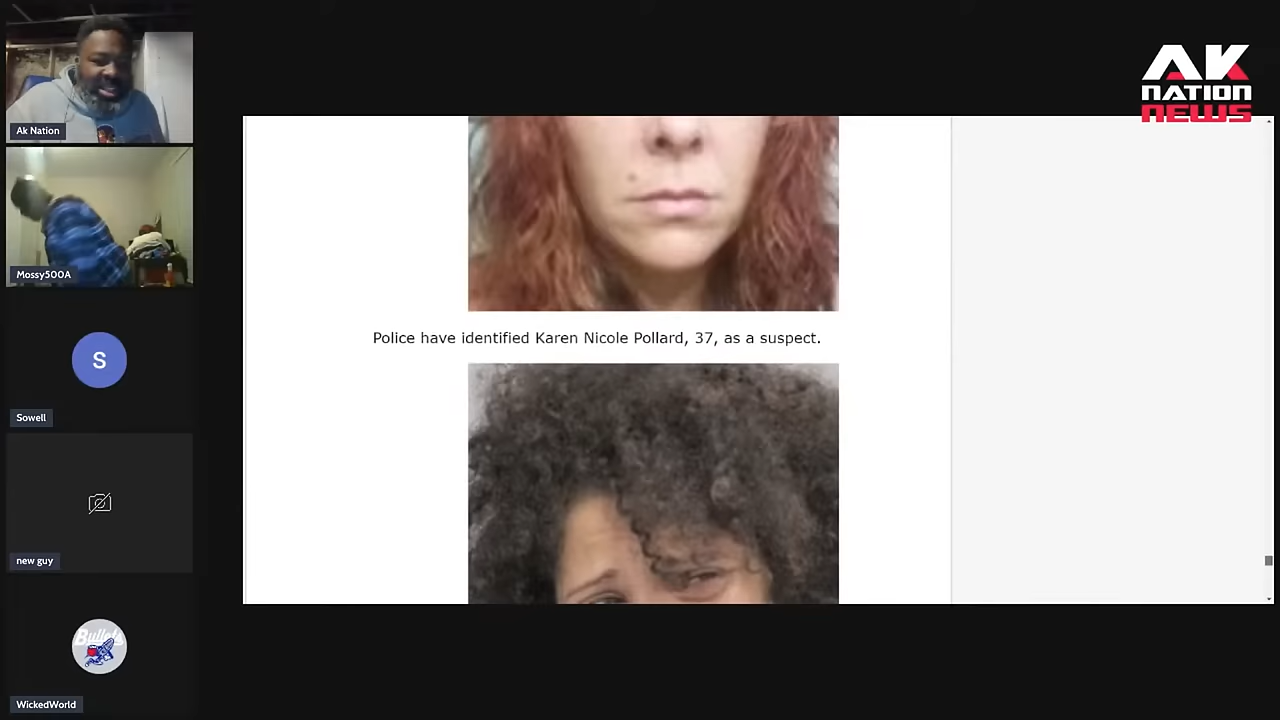 Ak Nation
AK
NATION
NEWS
Mossy500A
Police have identified Karen Nicole Pollard, 37, as a suspect.
S
Sowell
new guy
Bullets
WickedWorld